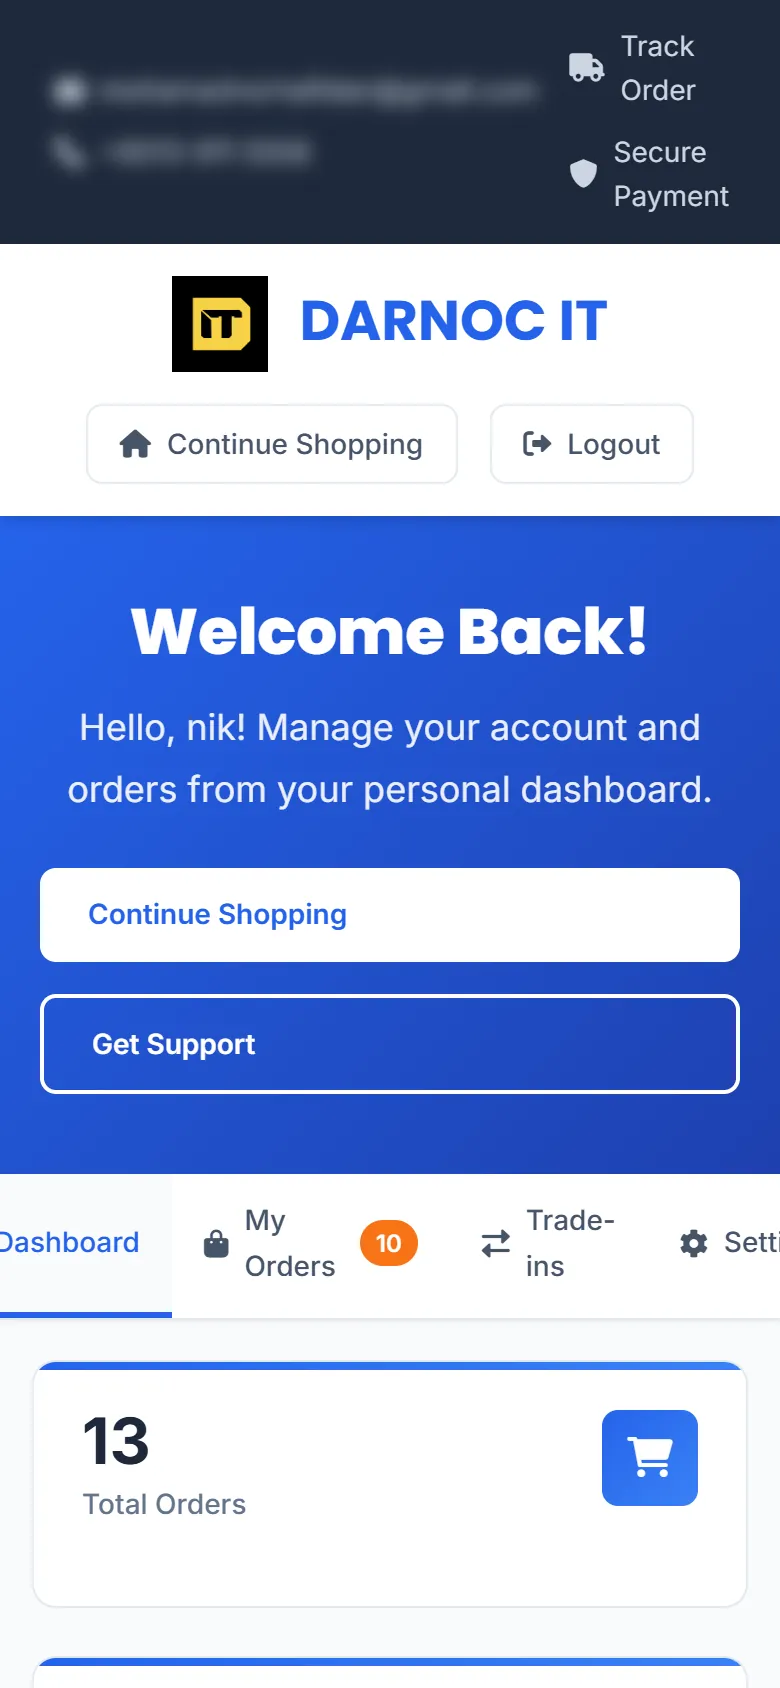 Track
Order
Secure
Payment
IT
DARNOC IT
Continue Shopping
Logout
Welcome Back!
Hello, nik! Manage your account and
orders from your personal dashboard.
Continue Shopping
Get Support
Dashboard
My
Orders
10
Trade-
ins
Setti
13
Total Orders